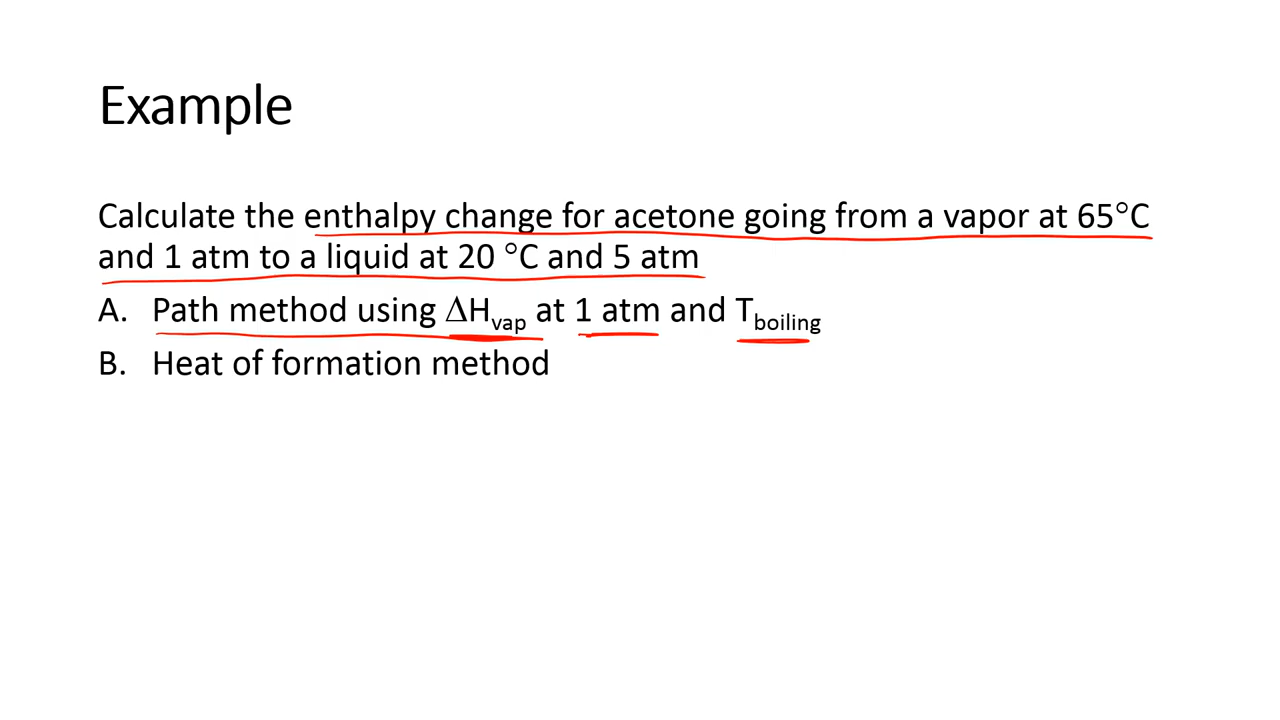 Example
Calculate the enthalpy change for acetone going from a vapor at 65°C
and 1 atm to a liquid at 20 °C and 5 atm
A. Path method using ΔHvap at 1 atm and Tboiling
B. Heat of formation method